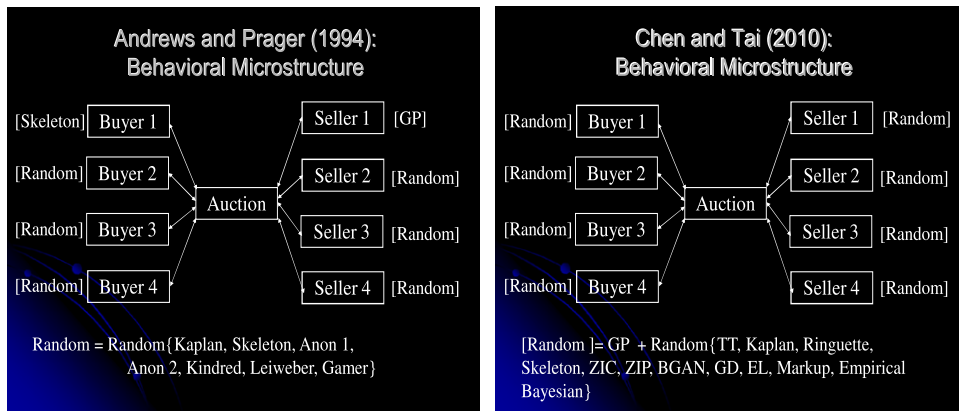 Andrews and Prager (1994):
Behavioral Microstructure
[Skeleton] Buyer 1
Seller 1 [GP]
[Random] Buyer 2
Seller 2 [Random]
Auction
[Random] Buyer 3
Seller 3 [Random]
[Random] Buyer 4
Seller 4 [Random]
Random = Random{Kaplan, Skeleton, Anon 1,
Anon 2, Kindred, Leiweber, Gamer}
Chen and Tai (2010):
Behavioral Microstructure
[Random] Buyer 1
Seller 1 [Random]
[Random] Buyer 2
Seller 2 [Random]
Auction
[Random] Buyer 3
Seller 3 [Random]
[Random] Buyer 4
Seller 4 [Random]
[Random ]= GP + Random{TT, Kaplan, Ringuette,
Skeleton, ZIC, ZIP, BGAN, GD, EL, Markup, Empirical
Bayesian}